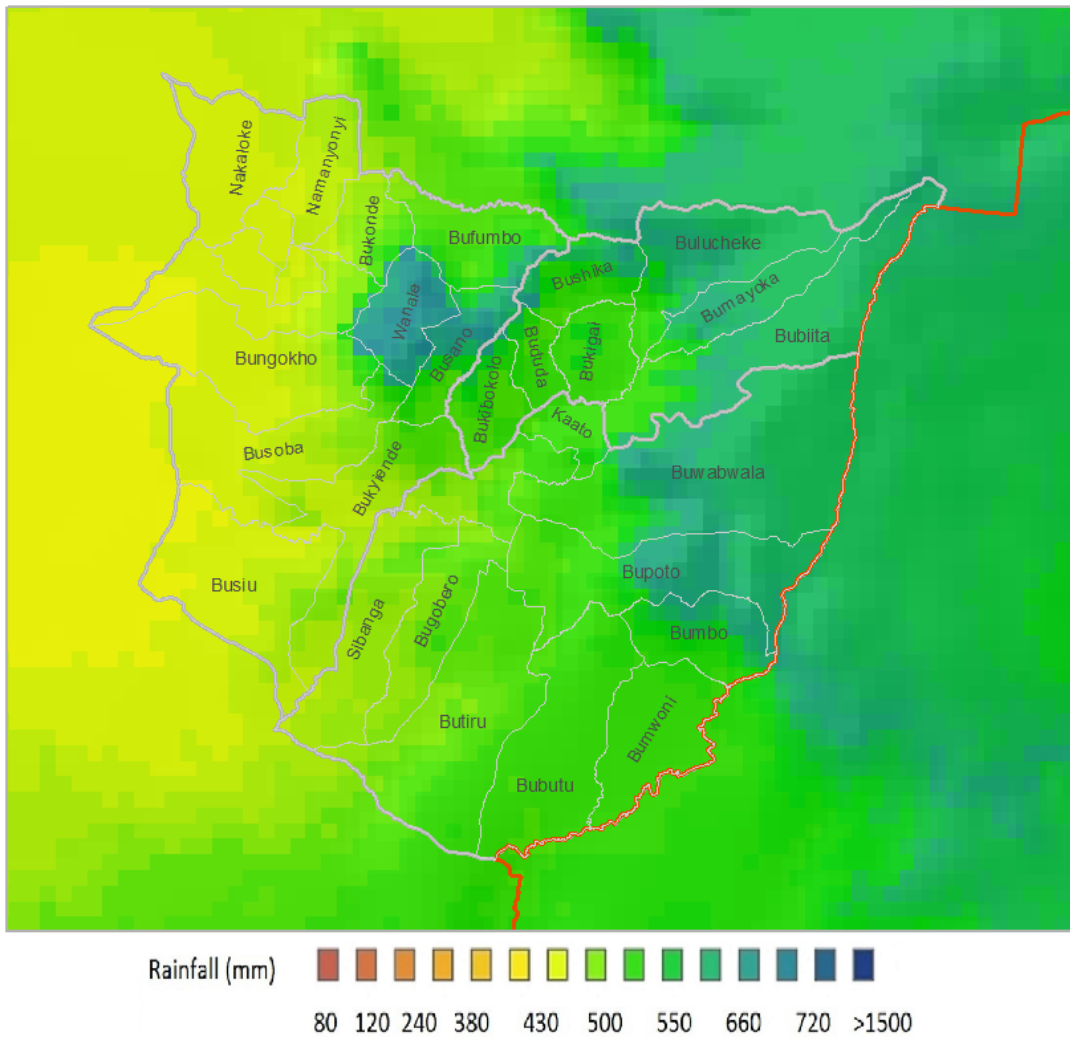 Nakaloke
Namanyonyi
Bukonde
Bufumbo
Bulucheke
Bushika
Bumayoka
Wanale
Bubiita
Busano
Bududa
Bukigai
Bungokho
Bukibokolo
Kaato
Busoba
Bukyiende
Buwabwala
Busiu
Bupoto
Sibanga
Bugobero
Bumbo
Butiru
Bumwoni
Bubutu
Rainfall (mm)
80 120 240 380 430 500 550 660 720 >1500